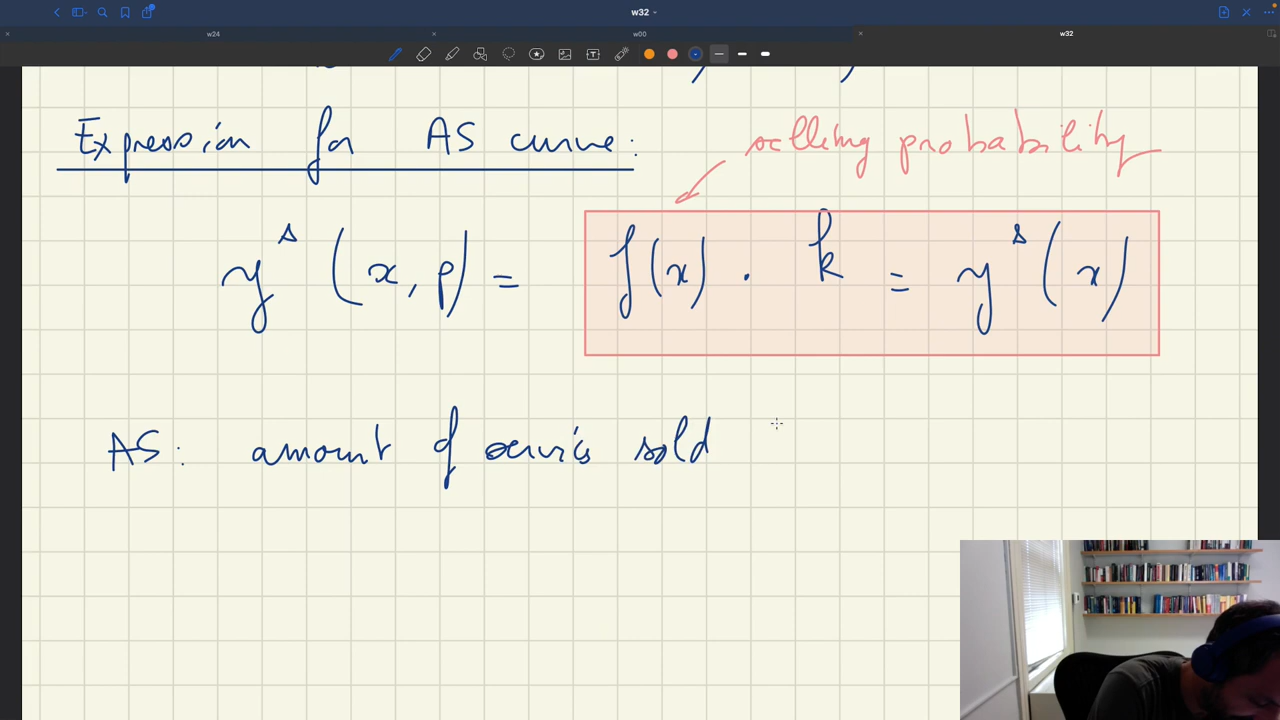 w32
w24
w00
w32
Expression for AS curve:
selling probability
y^s (x, p) = f(x) · k = y^s (x)
AS: amount of services sold